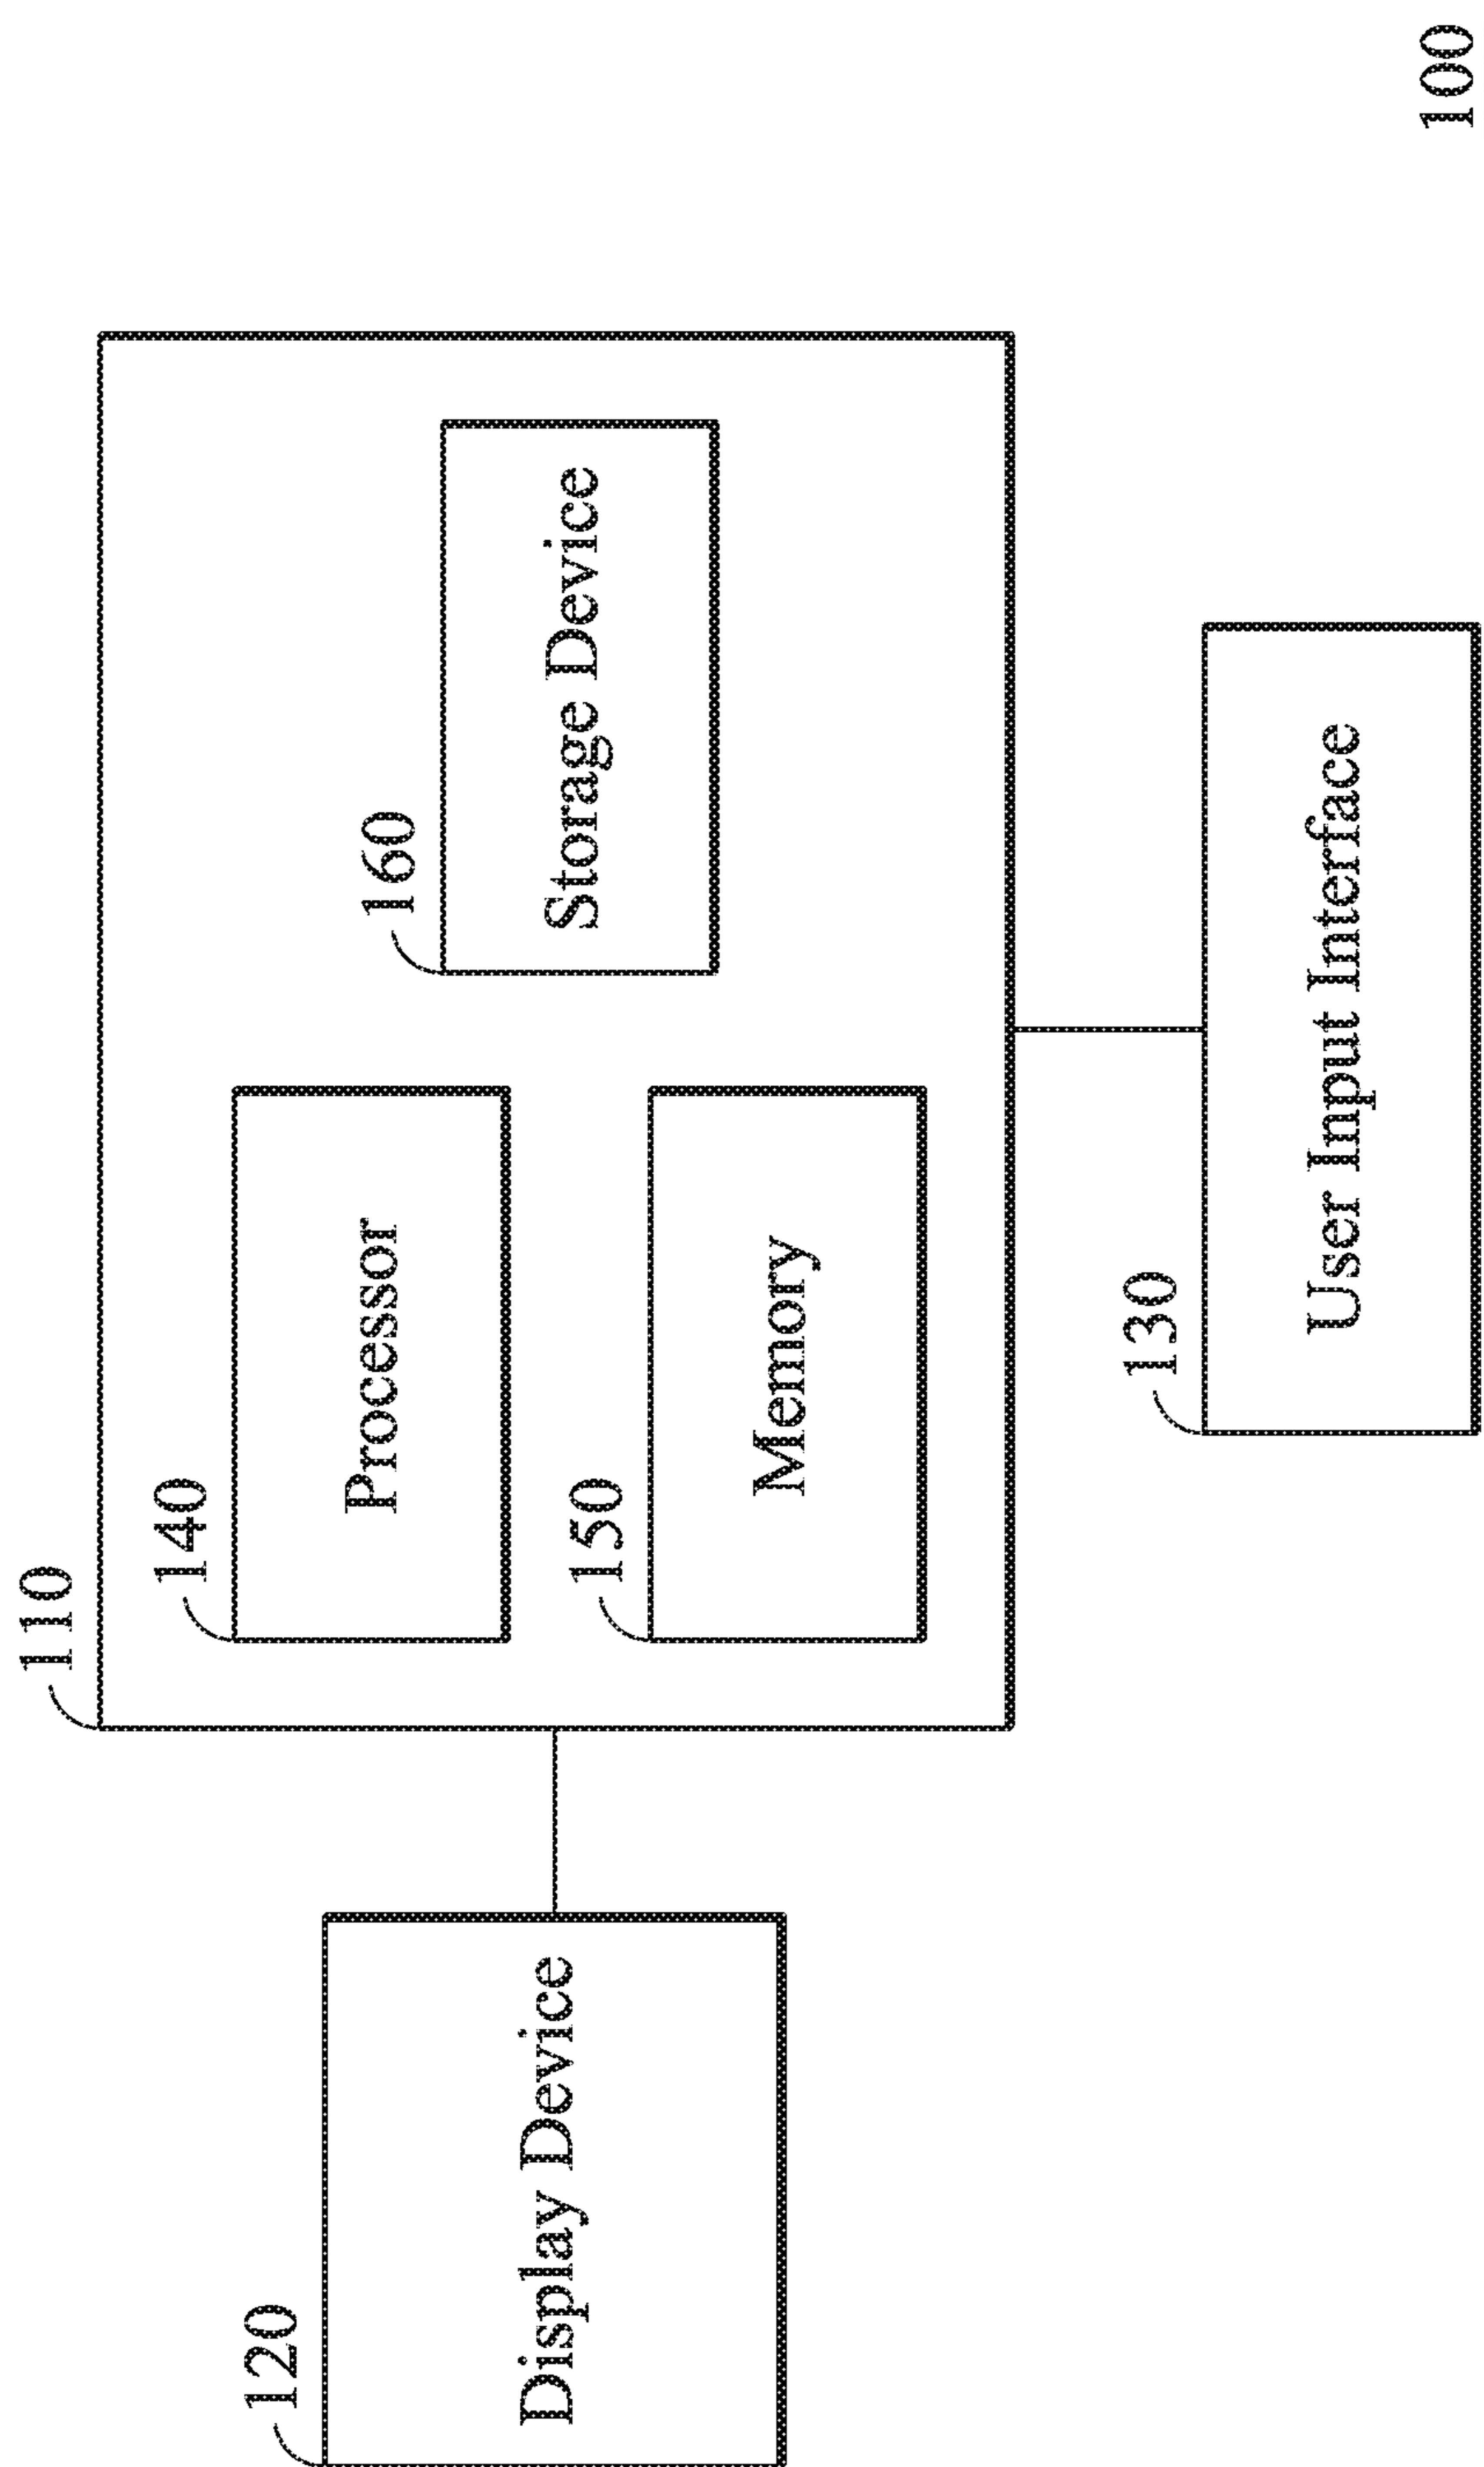 110
140
Processor
160
Storage Device
150
Memory
120
Display Device
130
User Input Interface
100